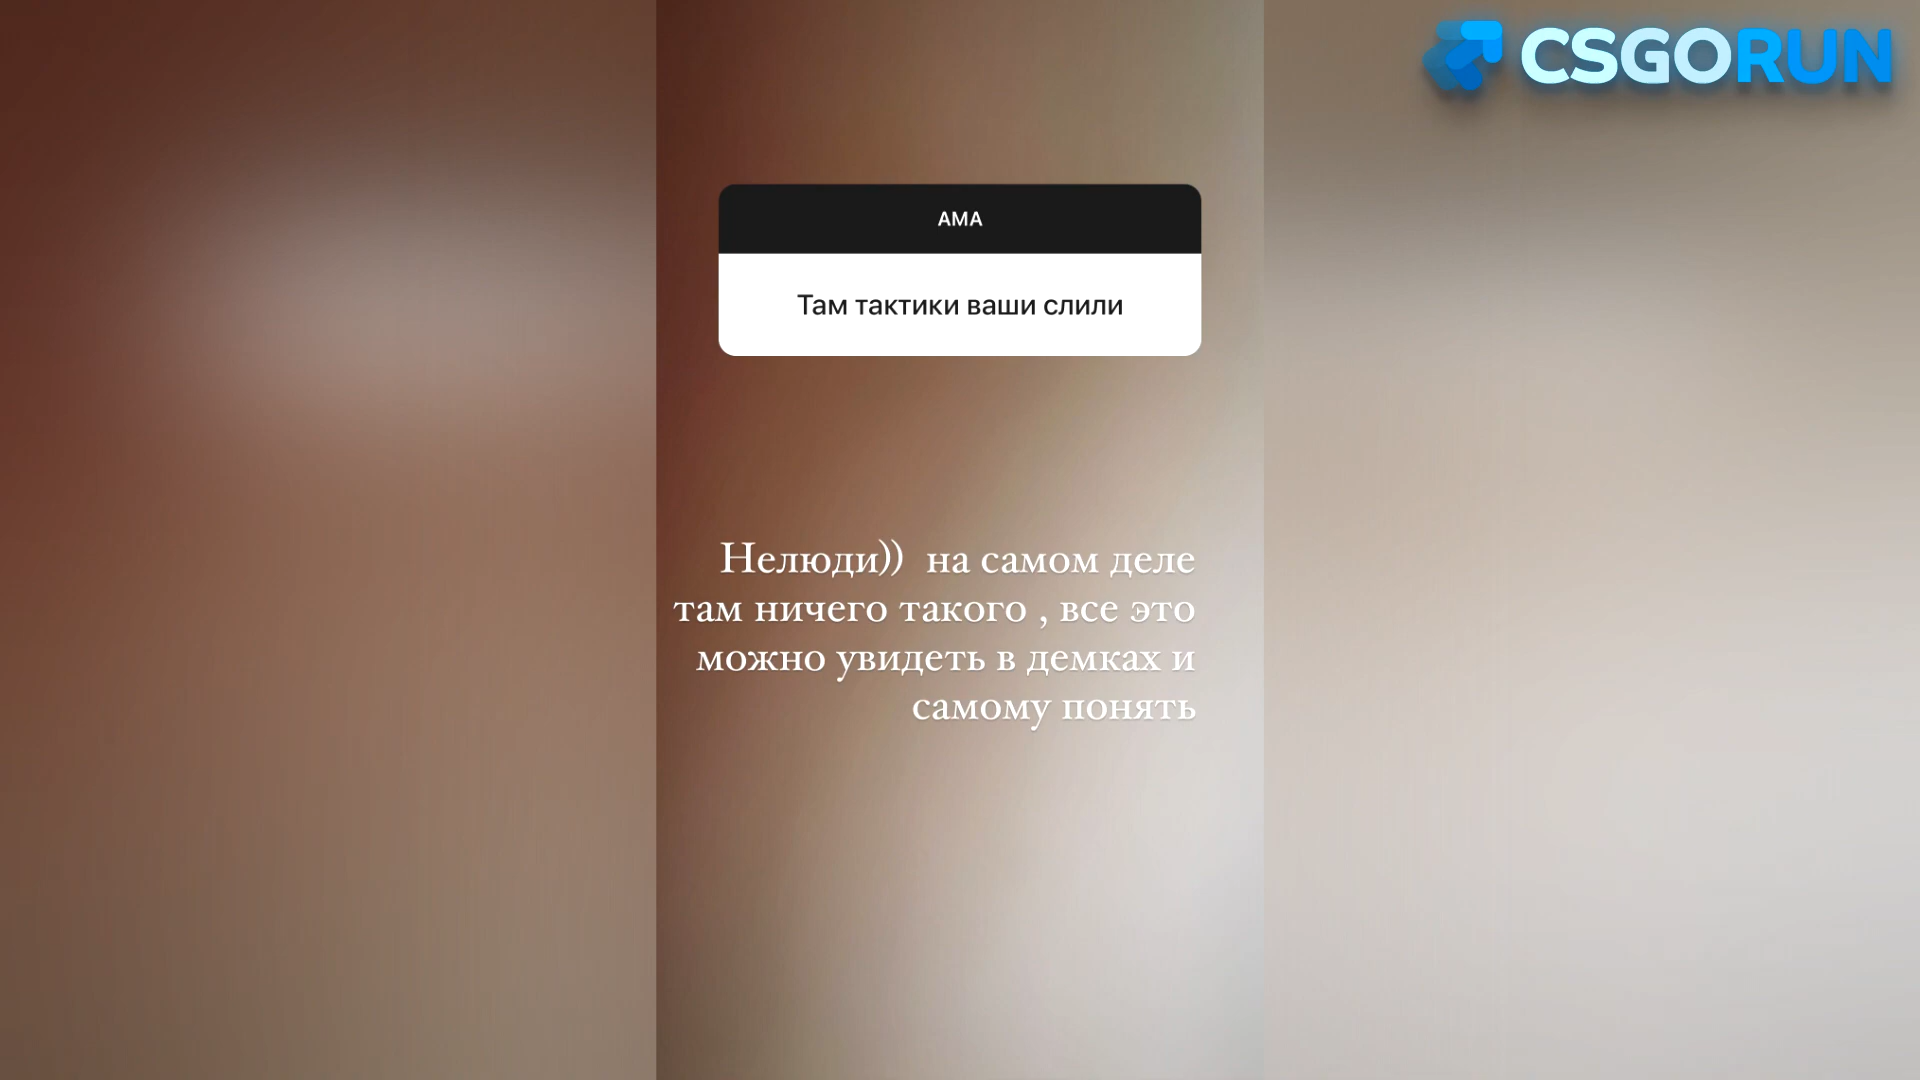 CSGORUN
AMA
Там тактики ваши слили
Нелюди)) на самом деле
там ничего такого , все это
можно увидеть в демках и
самому понять